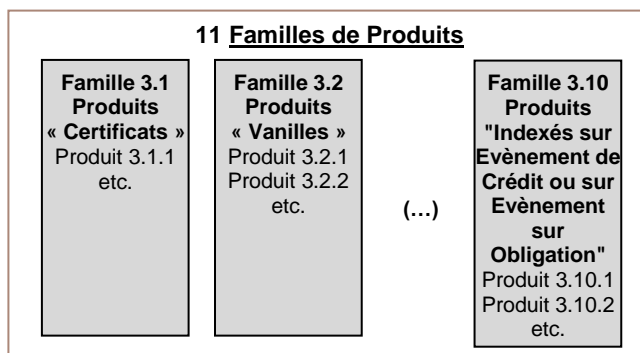 11 Familles de Produits
Famille 3.1
Produits
« Certificats »
Produit 3.1.1
etc.
Famille 3.2
Produits
« Vanilles »
Produit 3.2.1
Produit 3.2.2
etc.
(…)
Famille 3.10
Produits
"Indexés sur
Evènement de
Crédit ou sur
Evènement
sur
Obligation"
Produit 3.10.1
Produit 3.10.2
etc.